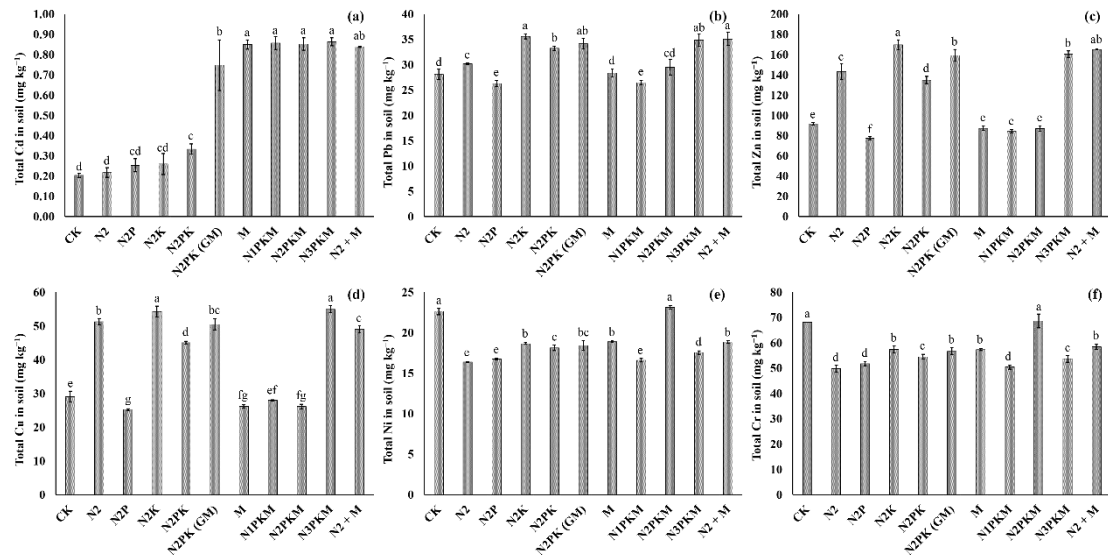 (a)
Total Cd in soil (mg kg⁻¹)
1,00
0,90
0,80
0,70
0,60
0,50
0,40
0,30
0,20
0,10
0,00
d d cd cd c b a a a a ab
CK N2 N2P N2K N2PK N2PK (GM) M N1PKM N2PKM N3PKM N2 + M
(b)
Total Pb in soil (mg kg⁻¹)
40
35
30
25
20
15
10
5
0
d c e a b ab d e cd ab ab
CK N2 N2P N2K N2PK N2PK (GM) M N1PKM N2PKM N3PKM N2 + M
(c)
Total Zn in soil (mg kg⁻¹)
200
180
160
140
120
100
80
60
40
20
0
e c f a d b e e e b ab
CK N2 N2P N2K N2PK N2PK (GM) M N1PKM N2PKM N3PKM N2 + M
(d)
Total Cu in soil (mg kg⁻¹)
60
50
40
30
20
10
0
e b g a d bc fg ef fg a c
CK N2 N2P N2K N2PK N2PK (GM) M N1PKM N2PKM N3PKM N2 + M
(e)
Total Ni in soil (mg kg⁻¹)
25
20
15
10
5
0
a e e b c bc b e a d b
CK N2 N2P N2K N2PK N2PK (GM) M N1PKM N2PKM N3PKM N2 + M
(f)
Total Cr in soil (mg kg⁻¹)
80
70
60
50
40
30
20
10
0
a d d b c b b d a c b
CK N2 N2P N2K N2PK N2PK (GM) M N1PKM N2PKM N3PKM N2 + M